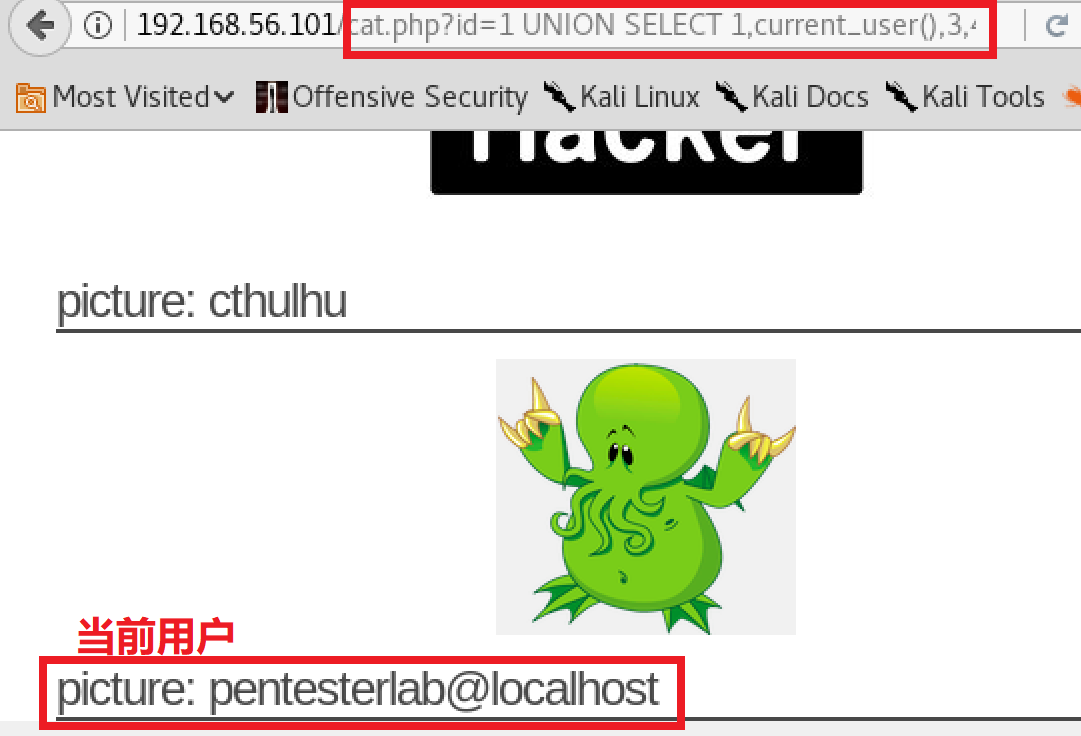 192.168.56.101/cat.php?id=1 UNION SELECT 1,current_user(),3,4
Most Visited Offensive Security Kali Linux Kali Docs Kali Tools
Hacker
picture: cthulhu
当前用户
picture: pentesterlab@localhost